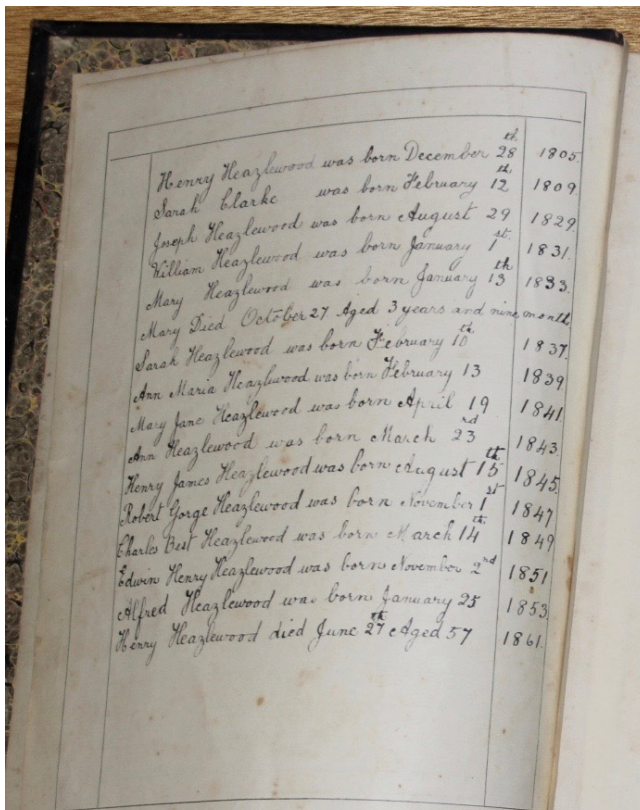 Henry Heazlewood was born December 28th 1805.
Sarah Clarke was born February 12th 1809
Joseph Heazlewood was born August 29 1829.
William Heazlewood was born January 1st. 1831.
Mary Heazlewood was born January 13th 1833.
Mary Died October 27 Aged 3 years and nine month
Sarah Heazlewood was born February 10th 1837.
Ann Maria Heazlewood was born February 13 1839
Mary Jane Heazlewood was born April 19 1841.
Ann Heazlewood was born March 23rd 1843.
Henry James Heazlewood was born August 15th 1845.
Robert Gorge Heazlewood was born November 1st 1847
Charles Best Heazlewood was born March 14th 1849
Edwin Henry Heazlewood was born November 2nd 1851
Alfred Heazlewood was born January 25 1853.
Henry Heazlewood died June 27th Aged 57 1861.